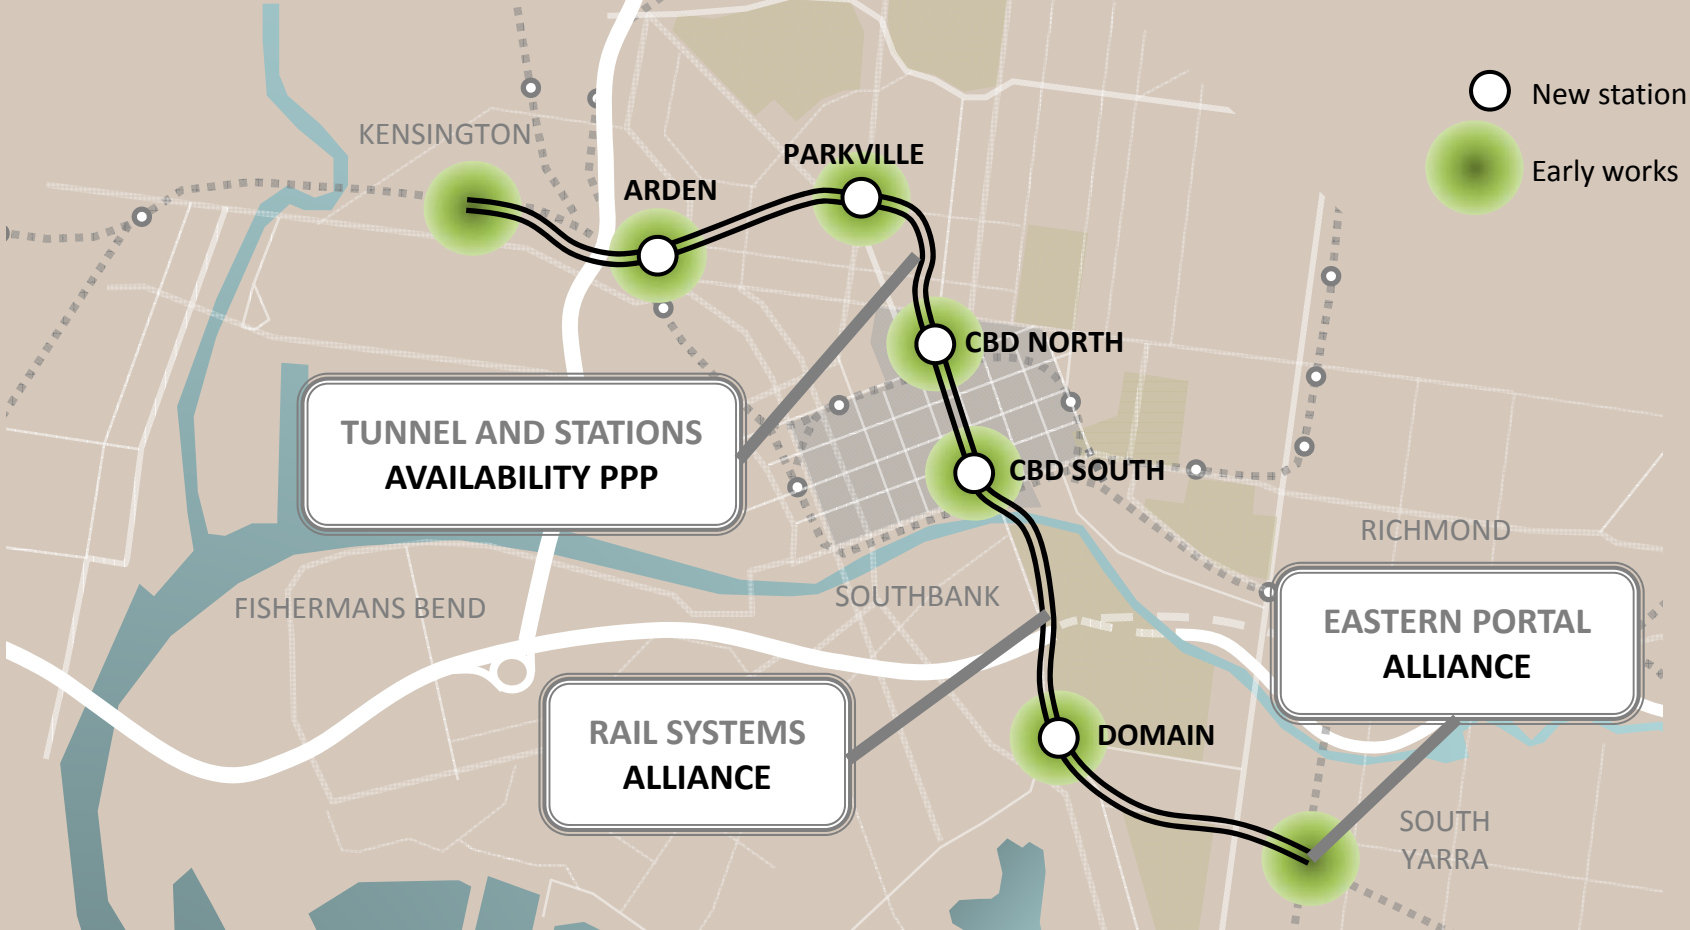 New station
KENSINGTON
PARKVILLE
Early works
ARDEN
CBD NORTH
TUNNEL AND STATIONS
AVAILABILITY PPP
CBD SOUTH
RICHMOND
SOUTHBANK
FISHERMANS BEND
EASTERN PORTAL
ALLIANCE
RAIL SYSTEMS
ALLIANCE
DOMAIN
SOUTH
YARRA